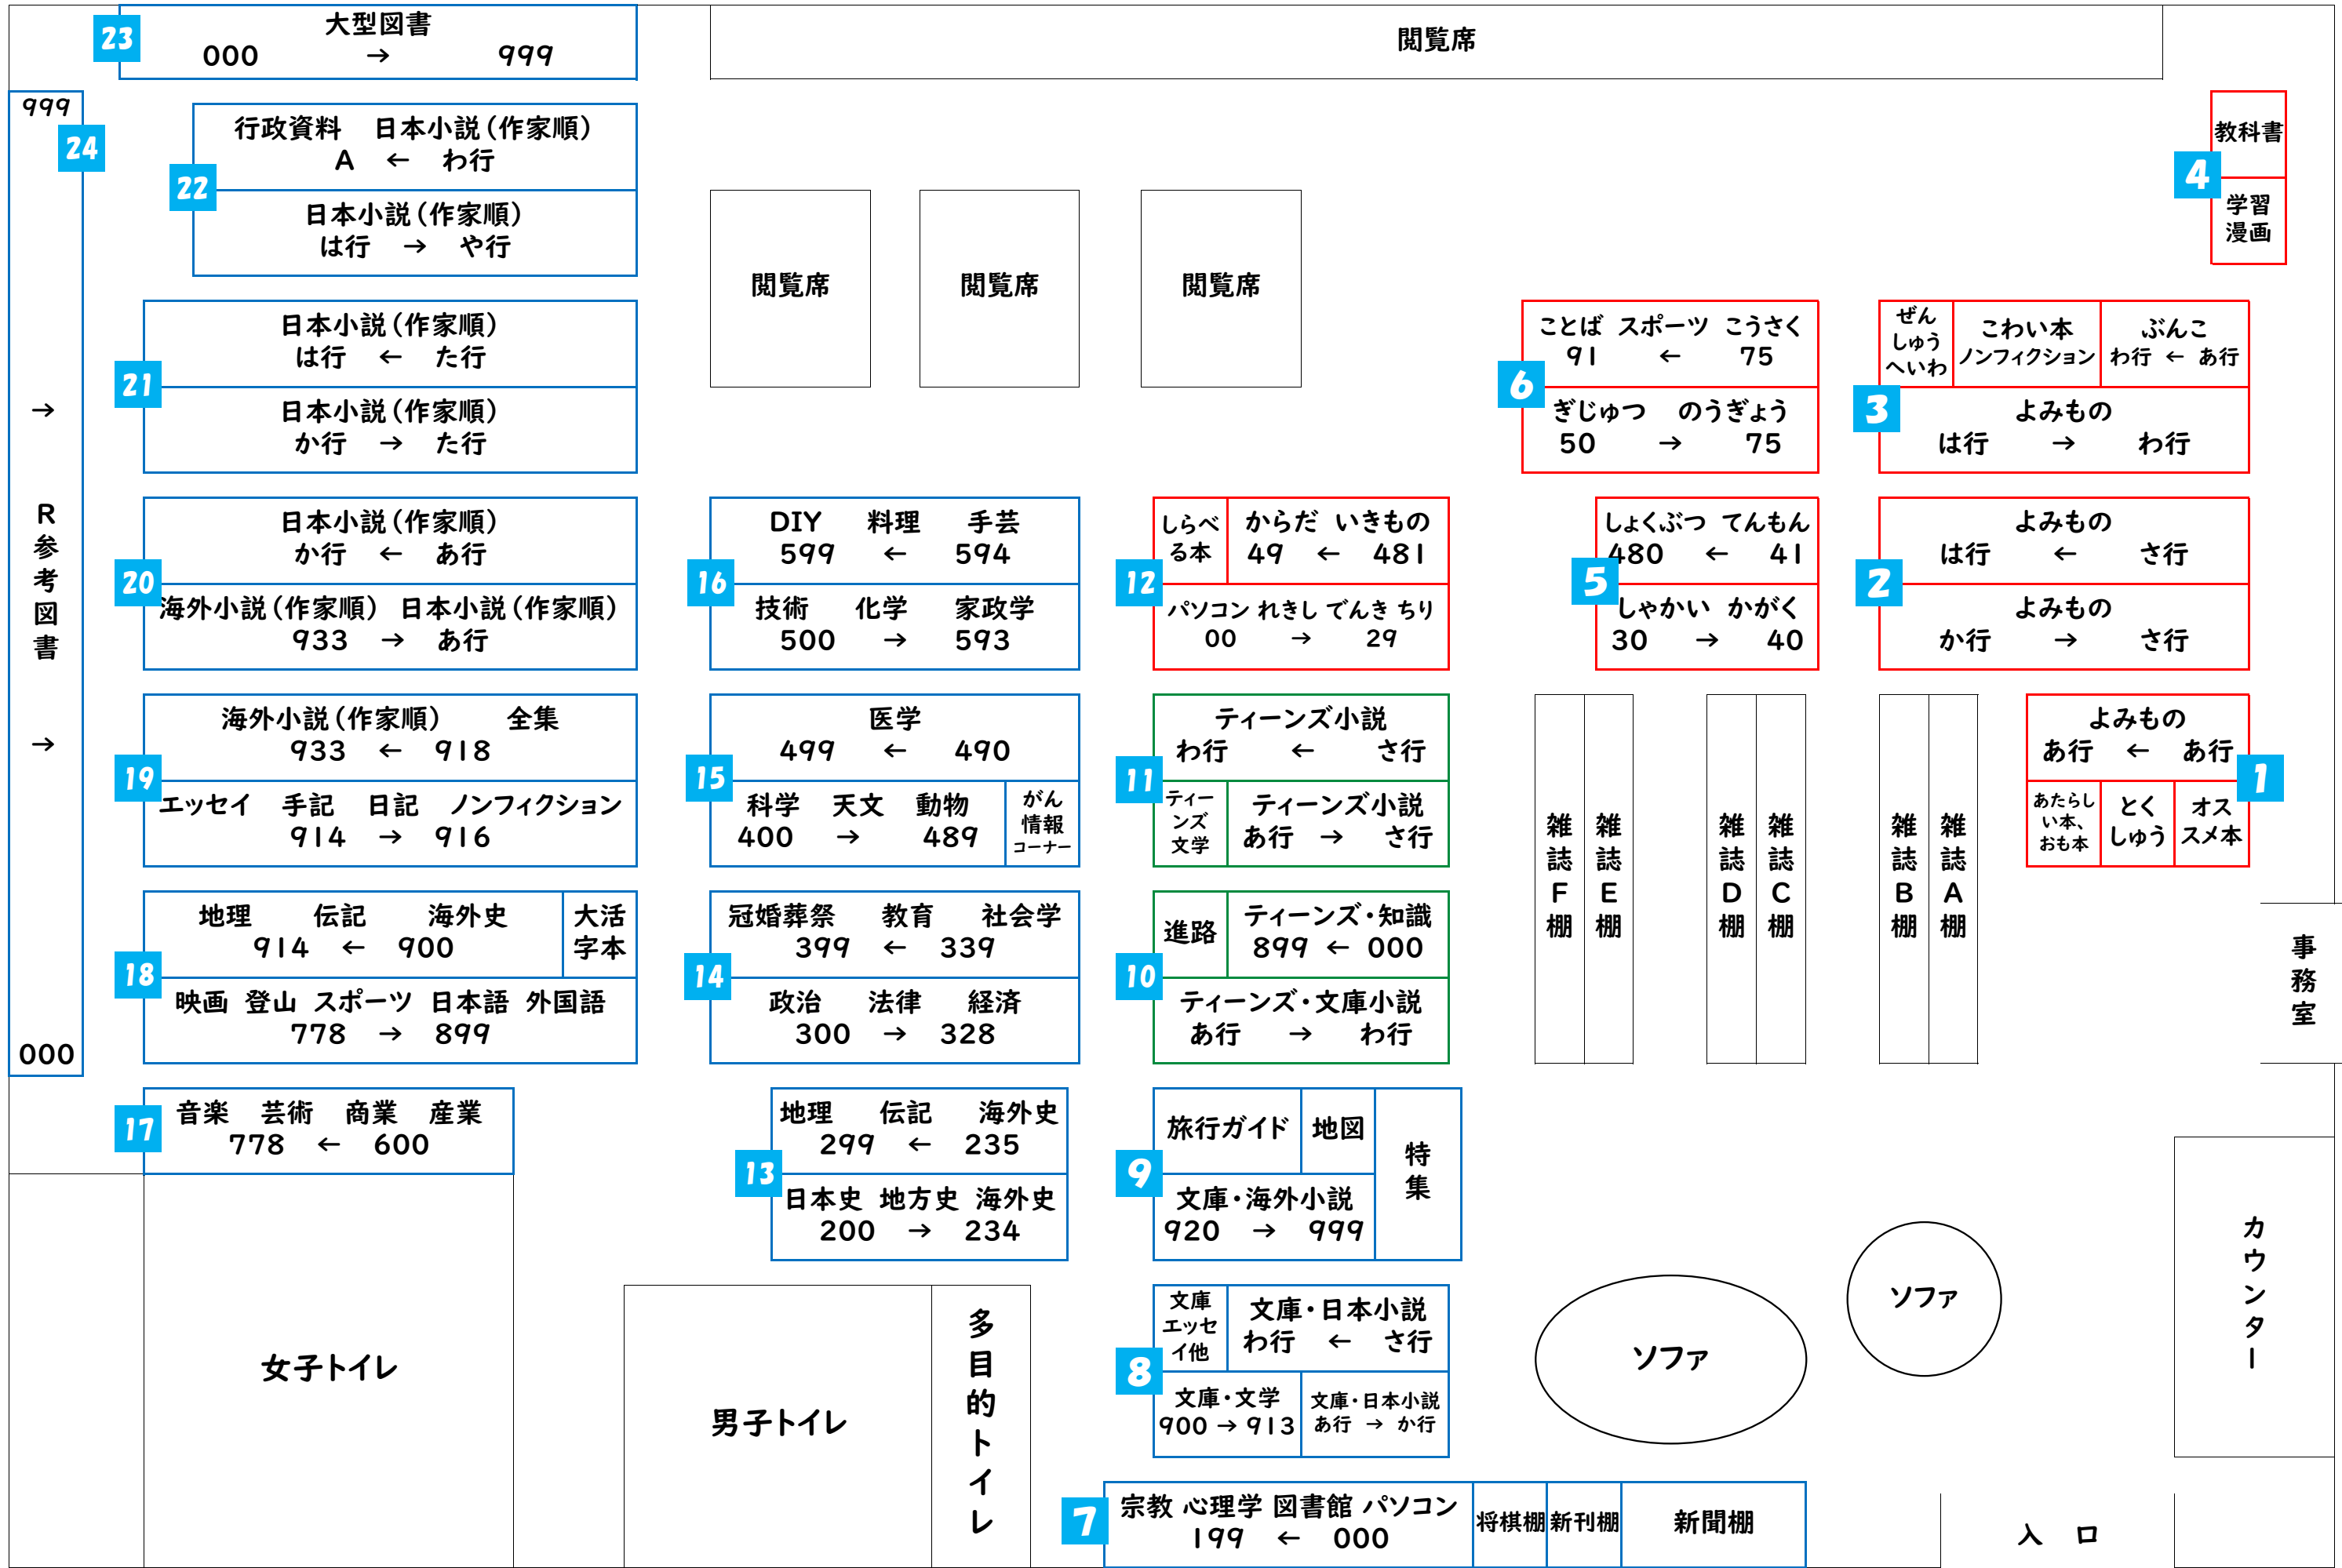 23
大型図書
000 → 999
閲覧席
999
24
→
R参考図書
→
000
22
行政資料 日本小説(作家順)
A ← わ行
日本小説(作家順)
は行 → や行
21
日本小説(作家順)
は行 ← た行
日本小説(作家順)
か行 → た行
20
日本小説(作家順)
か行 ← あ行
海外小説(作家順) 日本小説(作家順)
933 → あ行
19
海外小説(作家順) 全集
933 ← 918
エッセイ 手記 日記 ノンフィクション
914 → 916
18
地理 伝記 海外史
914 ← 900
大活
字本
映画 登山 スポーツ 日本語 外国語
778 → 899
17
音楽 芸術 商業 産業
778 ← 600
女子トイレ
閲覧席
閲覧席
閲覧席
16
DIY 料理 手芸
599 ← 594
技術 化学 家政学
500 → 593
15
医学
499 ← 490
科学 天文 動物
400 → 489
がん
情報
コーナー
14
冠婚葬祭 教育 社会学
399 ← 339
政治 法律 経済
300 → 328
13
地理 伝記 海外史
299 ← 235
日本史 地方史 海外史
200 → 234
男子トイレ
多目的トイレ
12
しらべ
る本
からだ いきもの
49 ← 481
パソコン れきし でんき ちり
00 → 29
11
ティーンズ小説
わ行 ← さ行
ティー
ンズ
文学
ティーンズ小説
あ行 → さ行
10
進路
ティーンズ・知識
899 ← 000
ティーンズ・文庫小説
あ行 → わ行
9
旅行ガイド
地図
特集
文庫・海外小説
920 → 999
8
文庫
エッセ
イ他
文庫・日本小説
わ行 ← さ行
文庫・文学
900 → 913
文庫・日本小説
あ行 → か行
7
宗教 心理学 図書館 パソコン
199 ← 000
将棋棚
新刊棚
新聞棚
4
教科書
学習
漫画
6
ことば スポーツ こうさく
91 ← 75
ぎじゅつ のうぎょう
50 → 75
3
ぜん
しゅう
へいわ
こわい本
ノンフィクション
ぶんこ
わ行 ← あ行
よみもの
は行 → わ行
5
しょくぶつ てんもん
480 ← 41
しゃかい かがく
30 → 40
2
よみもの
は行 ← さ行
よみもの
か行 → さ行
雑誌F棚
雑誌E棚
雑誌D棚
雑誌C棚
雑誌B棚
雑誌A棚
1
よみもの
あ行 ← あ行
あたらし
い本、
おも本
とく
しゅう
オス
スメ本
事務室
カウンター
ソファ
ソファ
入 口